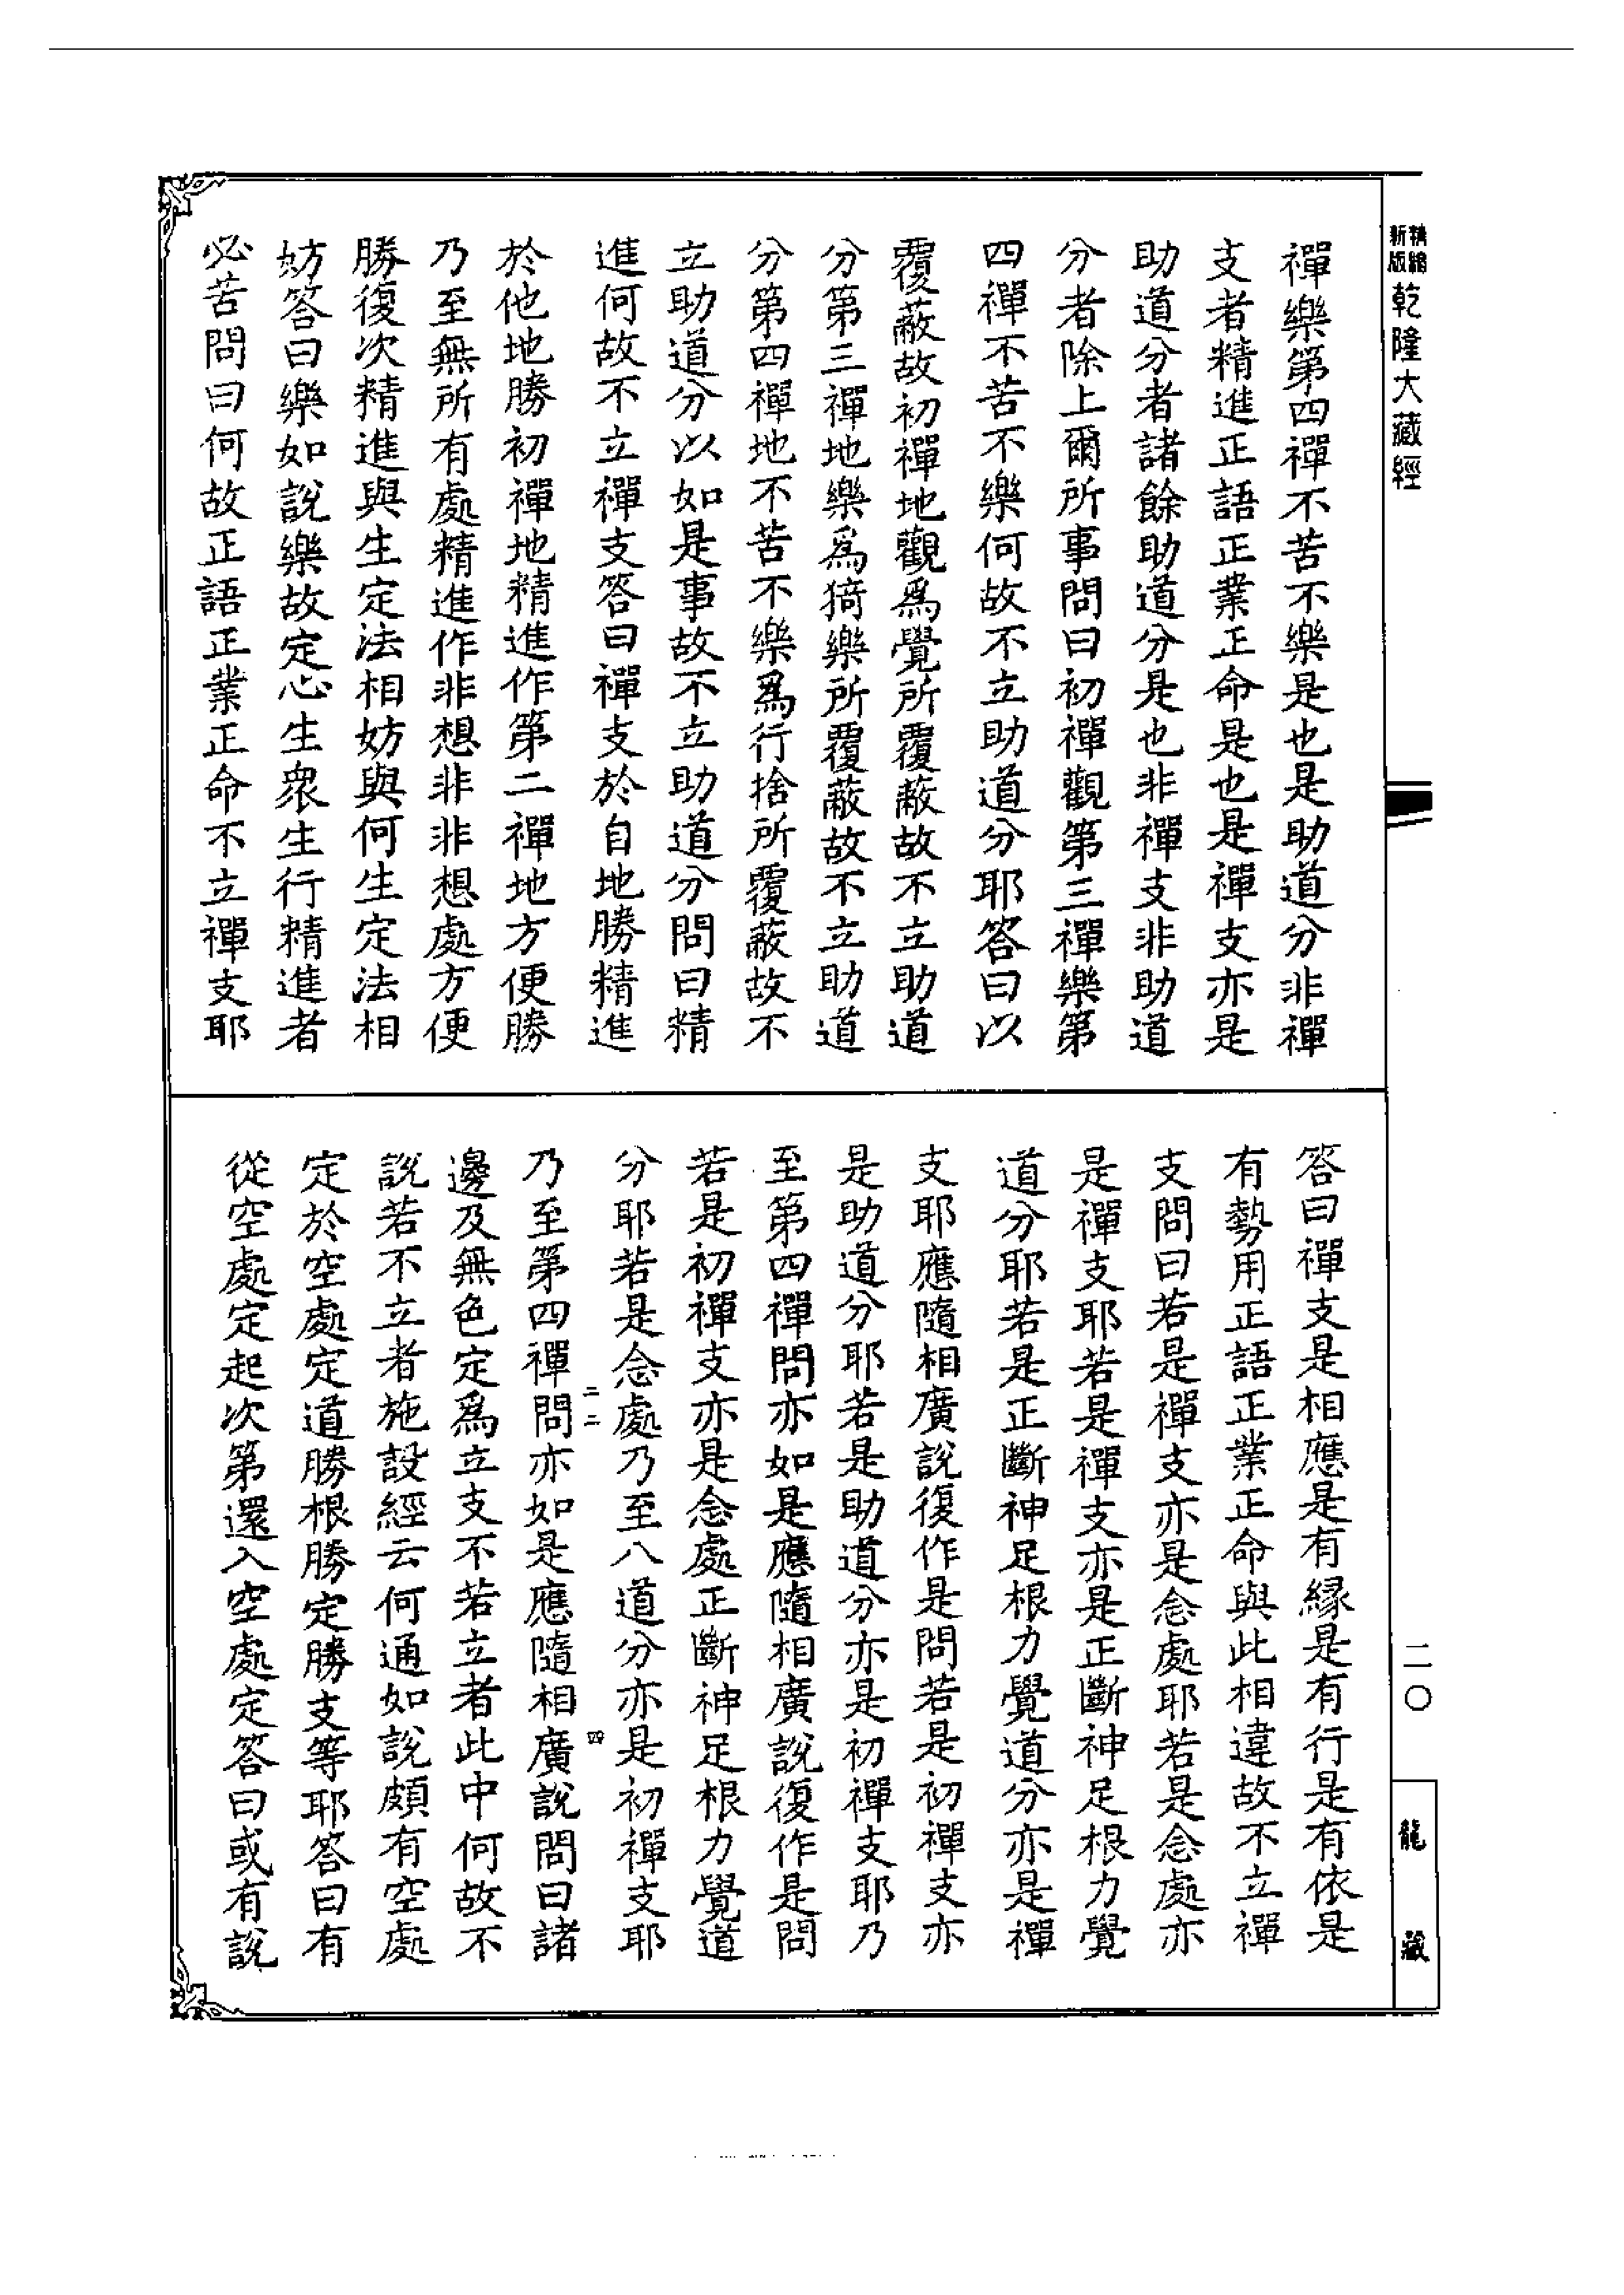 精縮新版乾隆大藏經
禪樂第四禪不苦不樂是也是助道分非禪
支者精進正語正業正命是也是禪支亦是
助道分者諸餘助道分是也非禪支非助道
分者除上爾所事問曰初禪觀第三禪樂第
四禪不苦不樂何故不立助道分耶答曰以
覆蔽故初禪地觀爲覺所覆蔽故不立助道
分第三禪地樂爲猗樂所覆蔽故不立助道
分第四禪地不苦不樂爲行捨所覆蔽故不
立助道分以如是事故不立助道分問曰精
進何故不立禪支答曰禪支於自地勝精進
於他地勝初禪地精進作第二禪地方便勝
乃至無所有處精進作非想非非想處方便
勝復次精進與生定法相妨與何生定法相
妨答曰樂如說樂故定心生衆生行精進者
必苦問曰何故正語正業正命不立禪支耶
答曰禪支是相應是有緣是有行是有依是
有勢用正語正業正命與此相違故不立禪
支問曰若是禪支亦是念處耶若是念處亦
是禪支耶若是禪支亦是正斷神足根力覺
道分耶若是正斷神足根力覺道分亦是禪
支耶應隨相廣說復作是問若是初禪支亦
是助道分耶若是助道分亦是初禪支耶乃
至第四禪問亦如是應隨相廣說復作是問
若是初禪支亦是念處正斷神足根力覺道
分耶若是念處乃至八道分亦是初禪支耶
乃至第四禪問亦如是應隨相廣說問曰諸
邊及無色定爲立支不若立者此中何故不
說若不立者施設經云何通如說頗有空處
定於空處定道勝根勝定勝支等耶答曰有
從空處定起次第還入空處定答曰或有說
二二
四
二〇
龍藏